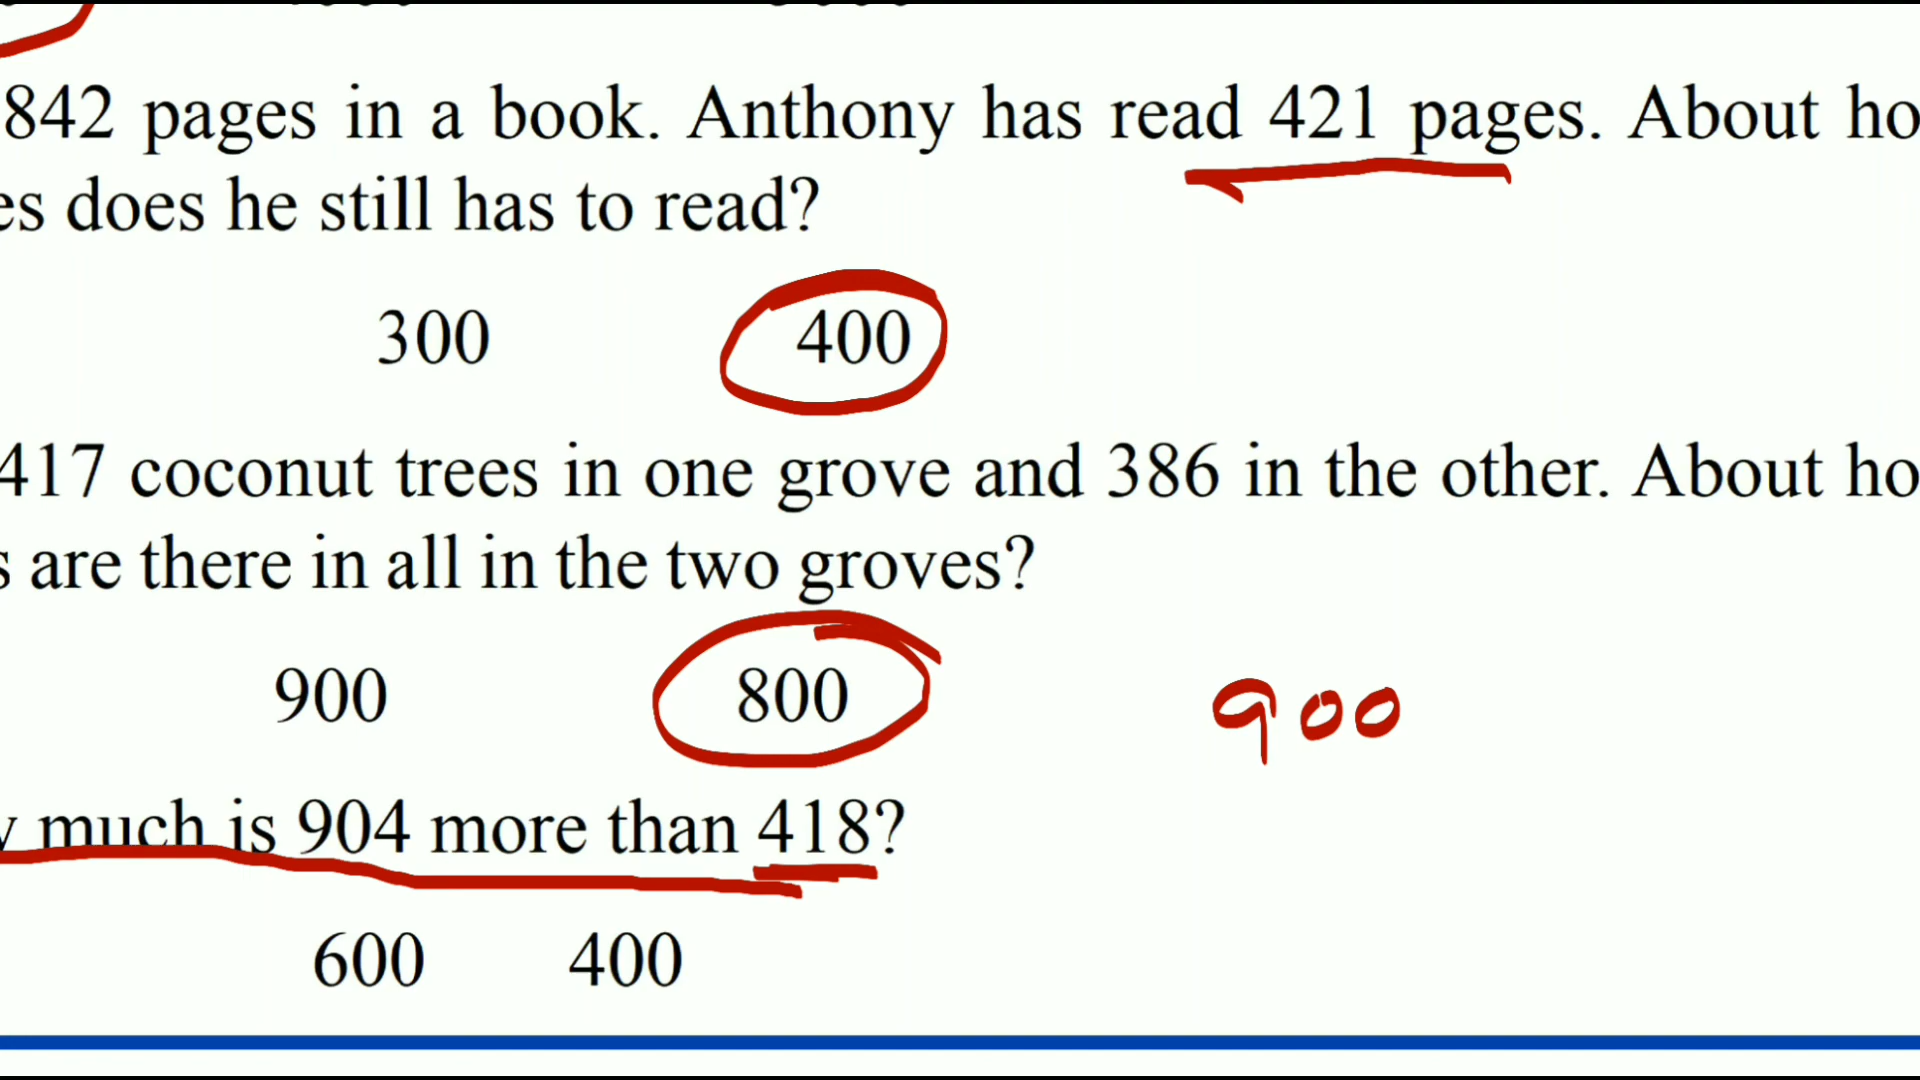 842 pages in a book. Anthony has read 421 pages. About ho
es does he still has to read?
300 400
417 coconut trees in one grove and 386 in the other. About ho
s are there in all in the two groves?
900 800 900
much is 904 more than 418?
600 400